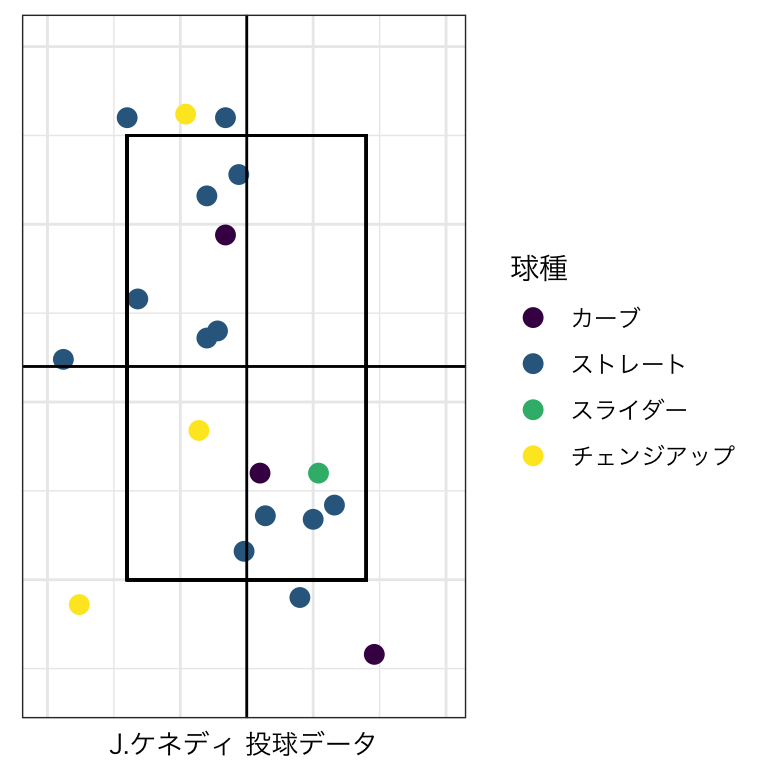 球種
カーブ
ストレート
スライダー
チェンジアップ
J.ケネディ 投球データ